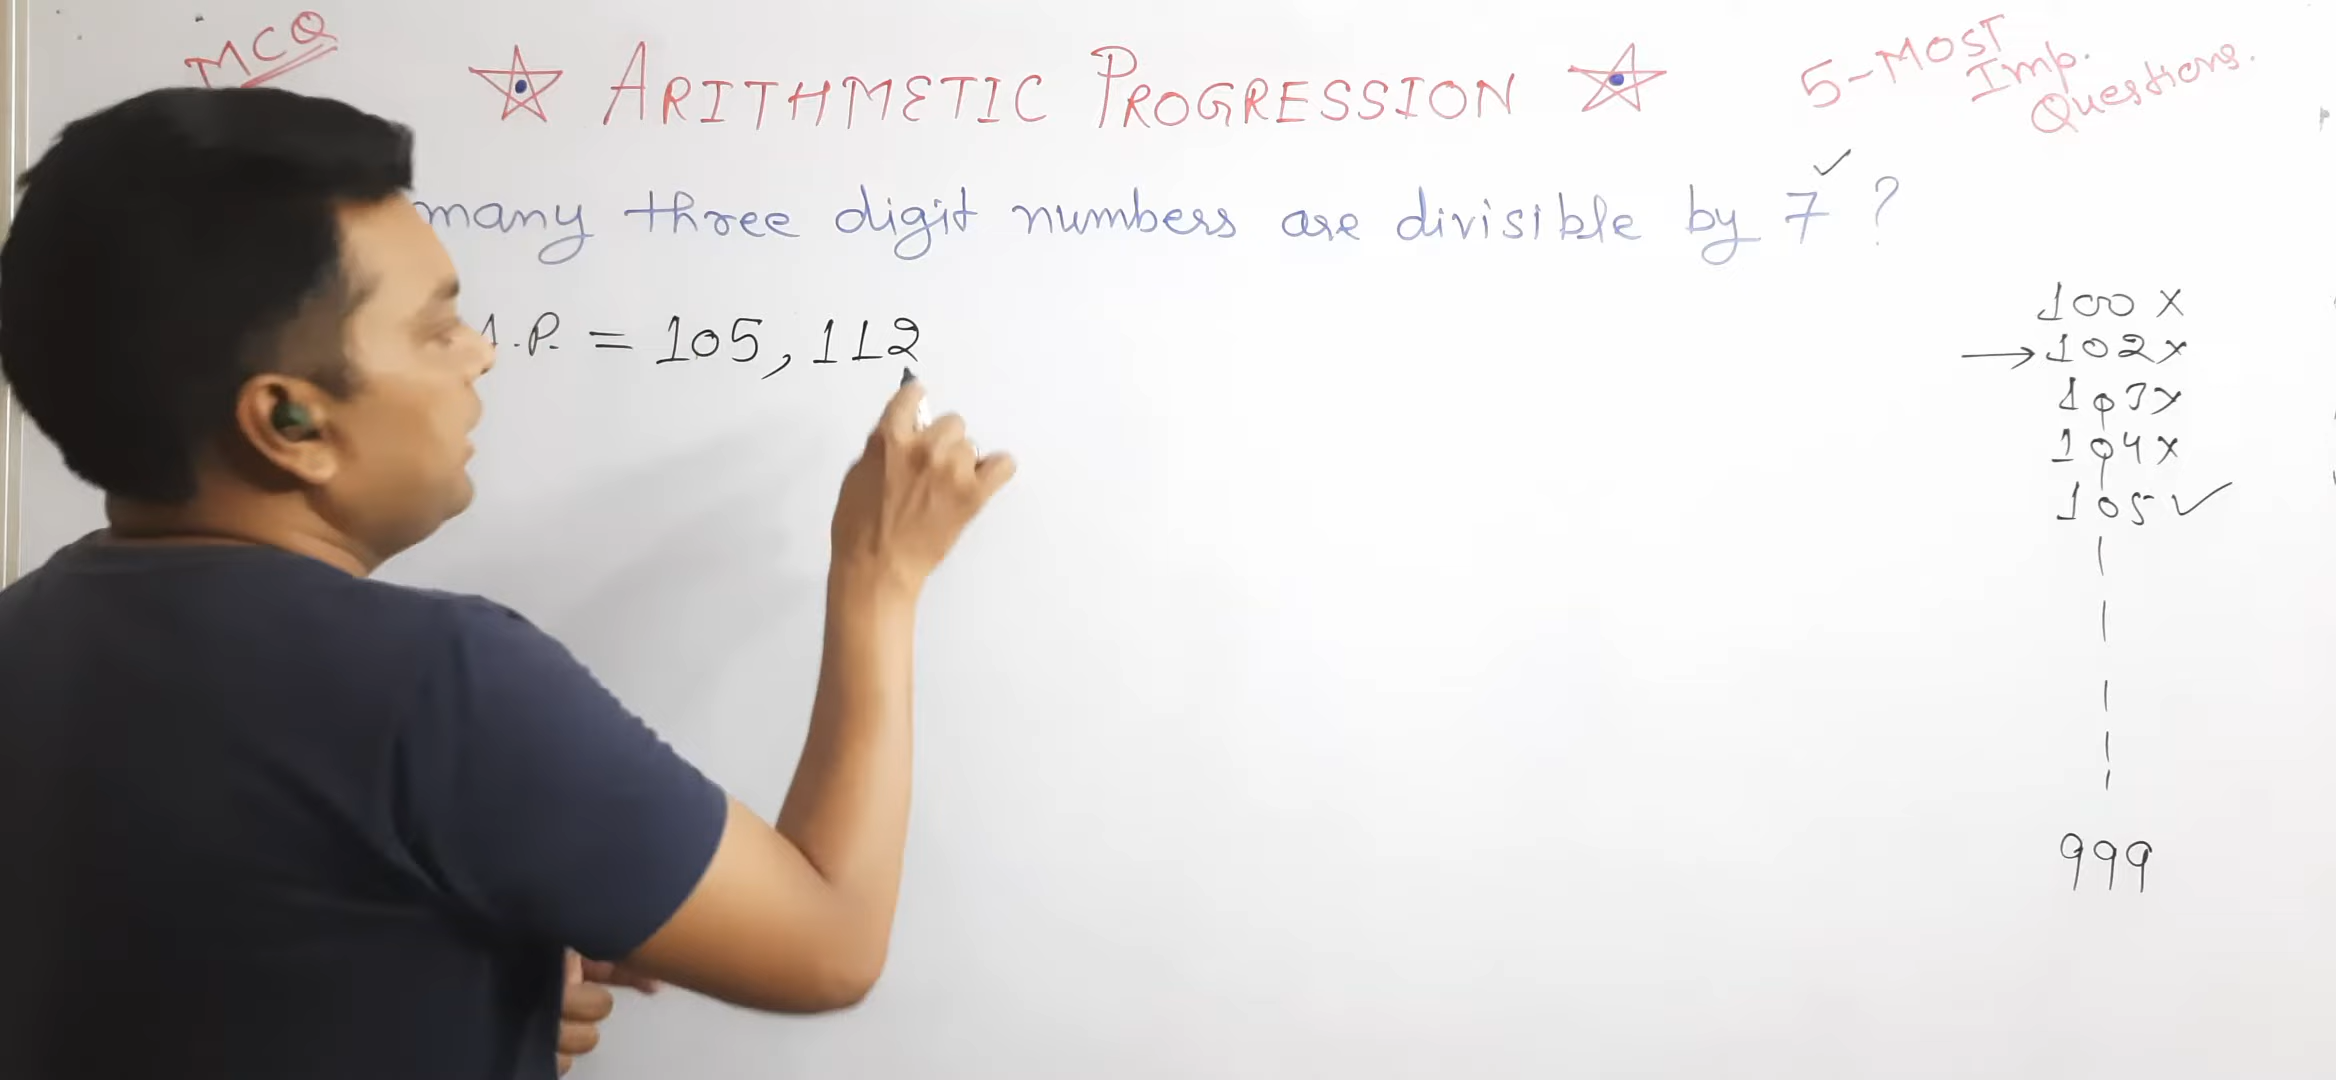 MCQ
ARITHMETIC PROGRESSION
5-MOST
Imp.
Questions.
many three digit numbers are divisible by 7 ✓ ?
A.P. = 105, 112
100 ×
→ 102 ×
103 ×
104 ×
105 ✓
999